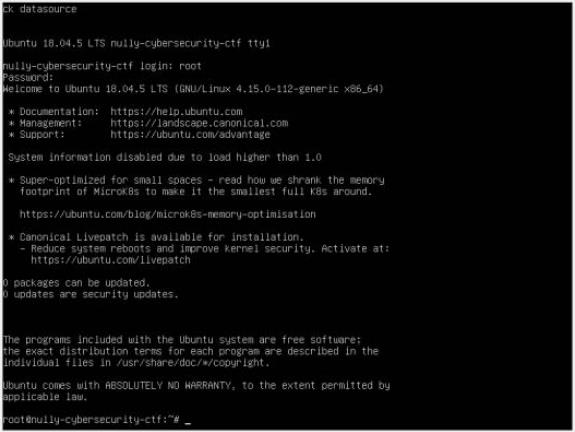 ck datasource
Ubuntu 18.04.5 LTS nully-cybersecurity-ctf tty1
nully-cybersecurity-ctf login: root
Password:
Welcome to Ubuntu 18.04.5 LTS (GNU/Linux 4.15.0-112-generic x86_64)
* Documentation:  https://help.ubuntu.com
* Management:     https://landscape.canonical.com
* Support:        https://ubuntu.com/advantage
System information disabled due to load higher than 1.0
* Super-optimized for small spaces - read how we shrank the memory
footprint of MicroK8s to make it the smallest full K8s around.
https://ubuntu.com/blog/microk8s-memory-optimisation
* Canonical Livepatch is available for installation.
- Reduce system reboots and improve kernel security. Activate at:
https://ubuntu.com/livepatch
0 packages can be updated.
0 updates are security updates.
The programs included with the Ubuntu system are free software;
the exact distribution terms for each program are described in the
individual files in /usr/share/doc/*/copyright.
Ubuntu comes with ABSOLUTELY NO WARRANTY, to the extent permitted by
applicable law.
root@nully-cybersecurity-ctf:~# _